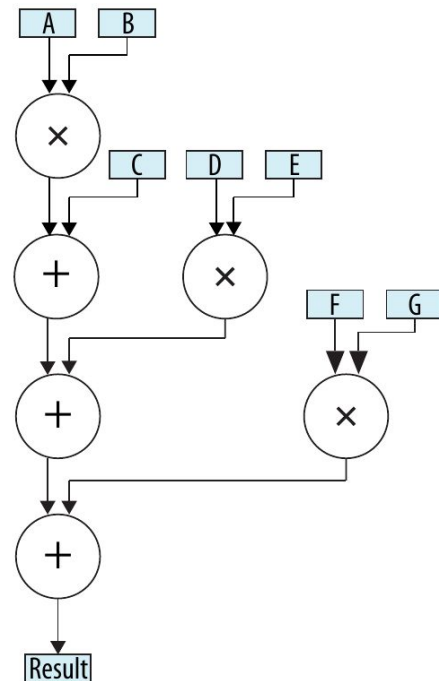 A B
×
C D E
+ ×
F G
+ ×
+
Result